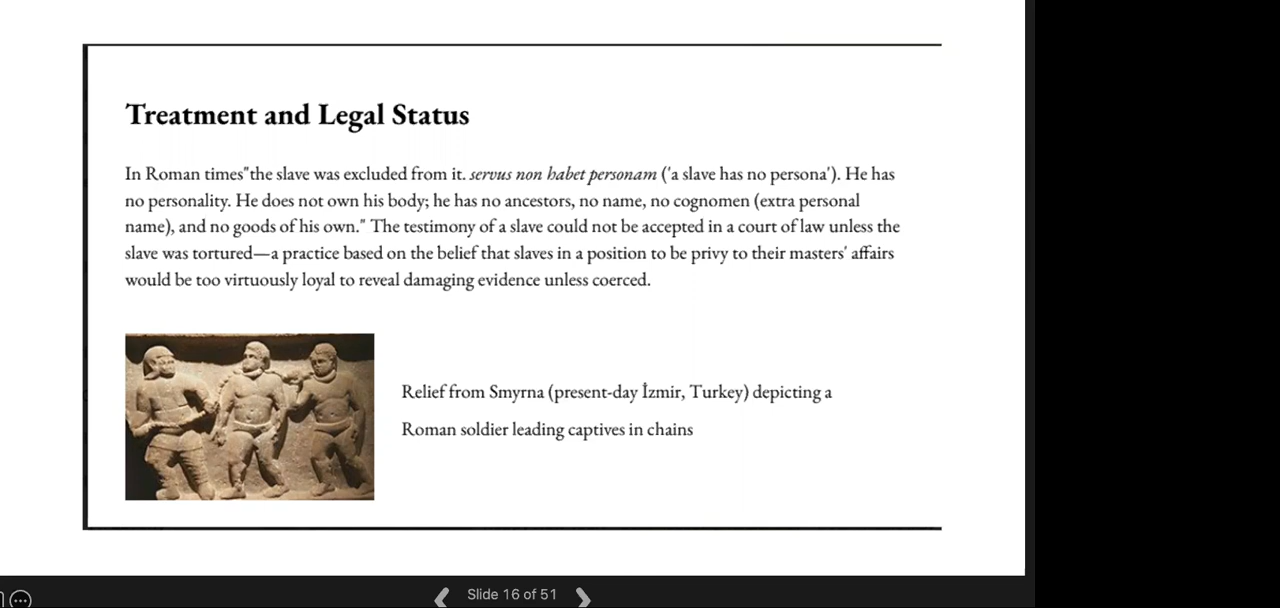 Treatment and Legal Status
In Roman times"the slave was excluded from it. servus non habet personam ('a slave has no persona'). He has
no personality. He does not own his body; he has no ancestors, no name, no cognomen (extra personal
name), and no goods of his own." The testimony of a slave could not be accepted in a court of law unless the
slave was tortured—a practice based on the belief that slaves in a position to be privy to their masters' affairs
would be too virtuously loyal to reveal damaging evidence unless coerced.
Relief from Smyrna (present-day İzmir, Turkey) depicting a
Roman soldier leading captives in chains
Slide 16 of 51